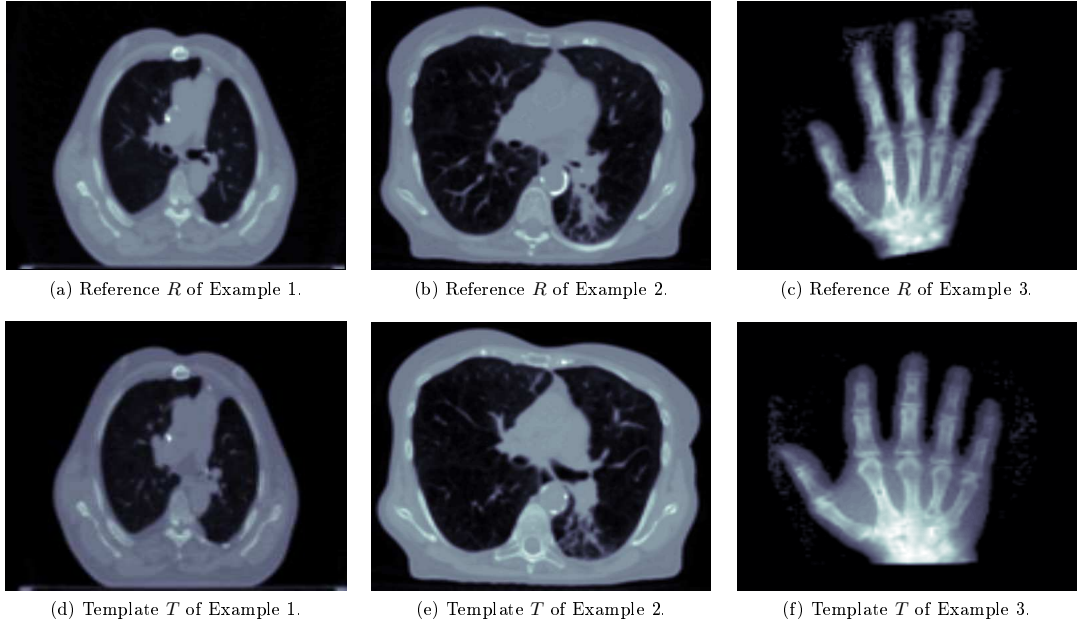 (a) Reference R of Example 1.
(b) Reference R of Example 2.
(c) Reference R of Example 3.
(d) Template T of Example 1.
(e) Template T of Example 2.
(f) Template T of Example 3.